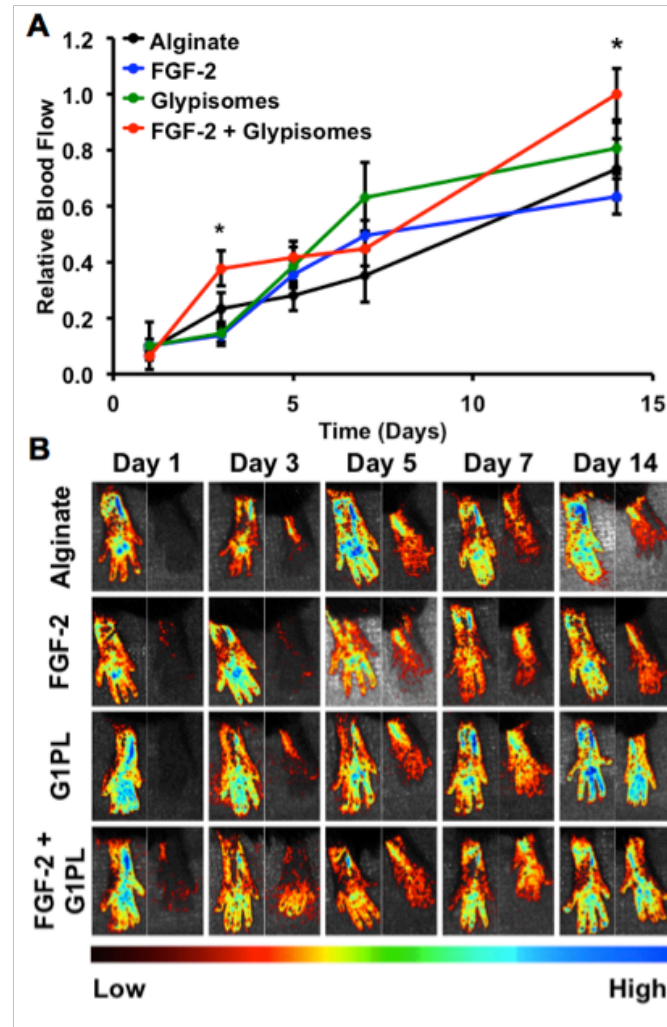 A
Alginate
FGF-2
Glypisomes
FGF-2 + Glypisomes
*
*
Relative Blood Flow
1.2
1.0
0.8
0.6
0.4
0.2
0.0
0 5 10 15
Time (Days)
B
Day 1 Day 3 Day 5 Day 7 Day 14
Alginate
FGF-2
G1PL
FGF-2 +
G1PL
Low High